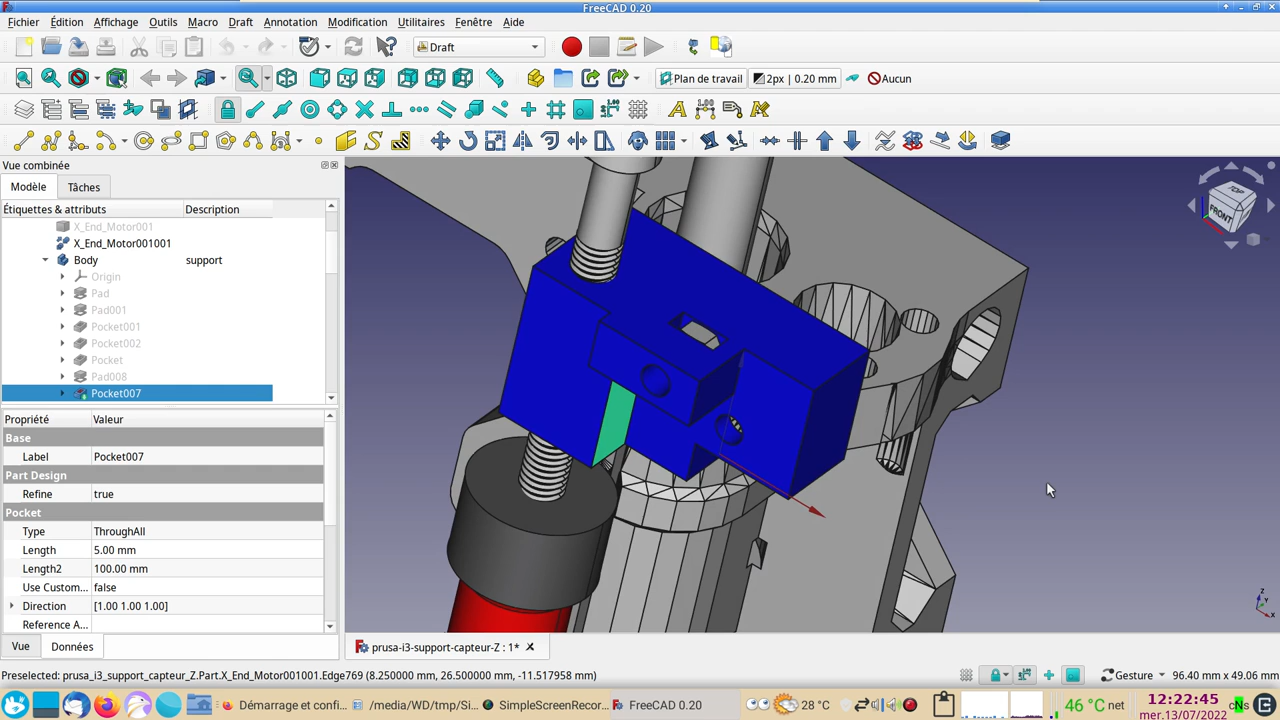 FreeCAD 0.20
Fichier Édition Affichage Outils Macro Draft Annotation Modification Utilitaires Fenêtre Aide
Draft
Plan de travail 2px | 0.20 mm Aucun
Vue combinée
Modèle Tâches
Étiquettes & attributs Description
X_End_Motor001
X_End_Motor001001
Body support
Origin
Pad
Pad001
Pocket001
Pocket002
Pocket
Pad008
Pocket007
Propriété Valeur
Base
Label Pocket007
Part Design
Refine true
Pocket
Type ThroughAll
Length 5.00 mm
Length2 100.00 mm
Use Custom... false
Direction [1.00 1.00 1.00]
Reference A...
Vue Données
TOP
FRONT
Z
prusa-i3-support-capteur-Z : 1*
Preselected: prusa_i3_support_capteur_Z.Part.X_End_Motor001001.Edge769 (8.250000 mm, 26.500000 mm, -11.517958 mm)
Gesture 96.40 mm x 49.06 mm
Démarrage et confi... /media/WD/tmp/Si... SimpleScreenRecor... FreeCAD 0.20 28 °C 46 °C net 12:22:45
mer.13/07/2022